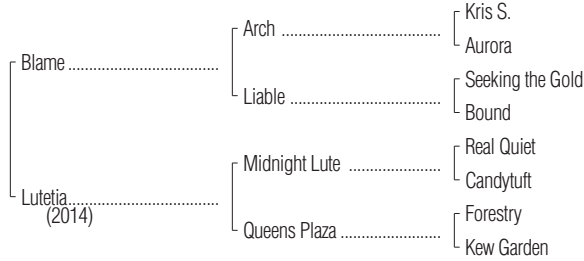 Kris S.
Arch ..................................
Aurora
Blame ..................................
Seeking the Gold
Liable ..................................
Bound
Real Quiet
Midnight Lute ....................
Candytuft
Lutetia..................................
(2014)
Forestry
Queens Plaza ......................
Kew Garden